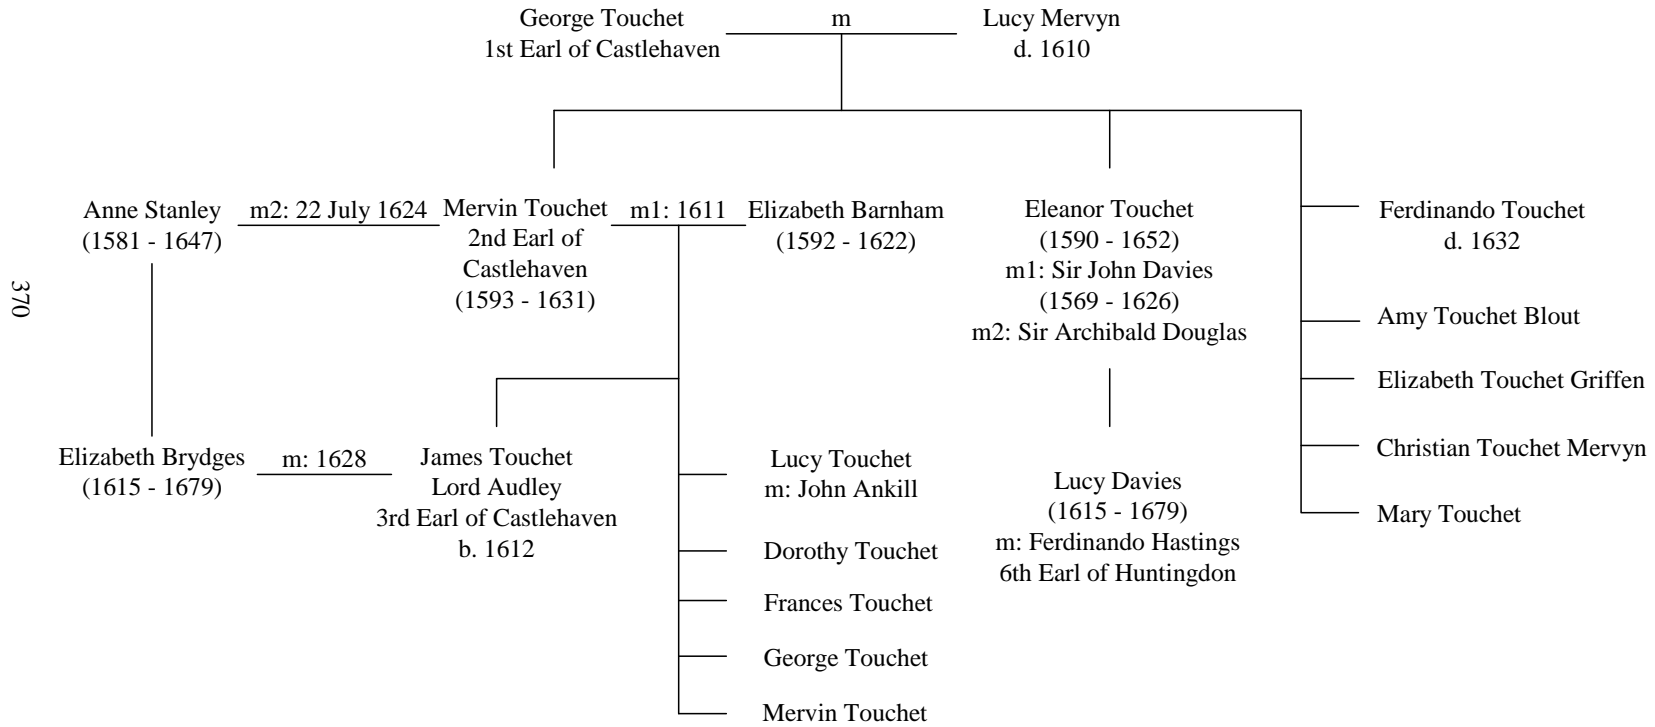 George Touchet
1st Earl of Castlehaven
m
Lucy Mervyn
d. 1610
Anne Stanley
(1581 - 1647)
m2: 22 July 1624
Mervin Touchet
2nd Earl of
Castlehaven
(1593 - 1631)
m1: 1611
Elizabeth Barnham
(1592 - 1622)
Eleanor Touchet
(1590 - 1652)
m1: Sir John Davies
(1569 - 1626)
m2: Sir Archibald Douglas
Ferdinando Touchet
d. 1632
Amy Touchet Blout
Elizabeth Touchet Griffen
Christian Touchet Mervyn
Mary Touchet
Elizabeth Brydges
(1615 - 1679)
m: 1628
James Touchet
Lord Audley
3rd Earl of Castlehaven
b. 1612
Lucy Touchet
m: John Ankill
Dorothy Touchet
Frances Touchet
George Touchet
Mervin Touchet
Lucy Davies
(1615 - 1679)
m: Ferdinando Hastings
6th Earl of Huntingdon
370